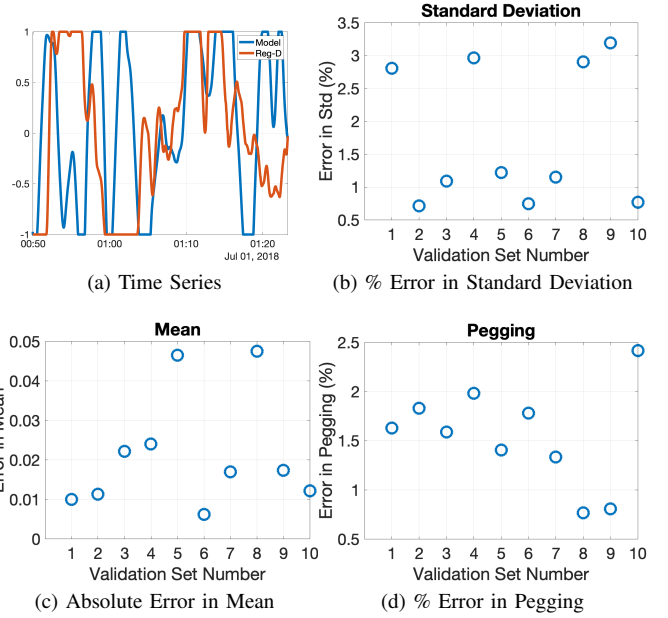 1
0.5
0
-0.5
-1
Model
Reg-D
00:50 01:00 01:10 01:20
Jul 01, 2018
(a) Time Series
Standard Deviation
Error in Std (%)
3.5
3
2.5
2
1.5
1
0.5
1 2 3 4 5 6 7 8 9 10
Validation Set Number
(b) % Error in Standard Deviation
Mean
Error in Mean
0.05
0.04
0.03
0.02
0.01
0
1 2 3 4 5 6 7 8 9 10
Validation Set Number
(c) Absolute Error in Mean
Pegging
Error in Pegging (%)
2.5
2
1.5
1
0.5
1 2 3 4 5 6 7 8 9 10
Validation Set Number
(d) % Error in Pegging